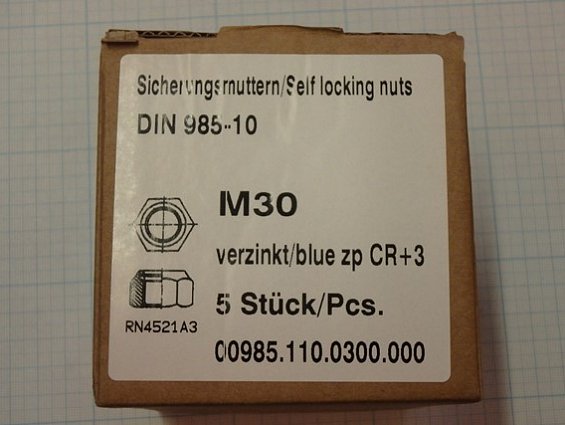 Sicherungsmuttern/Self locking nuts
DIN 985-10
M30
verzinkt/blue zp CR+3
5 Stück/Pcs.
RN4521A3
00985.110.0300.000